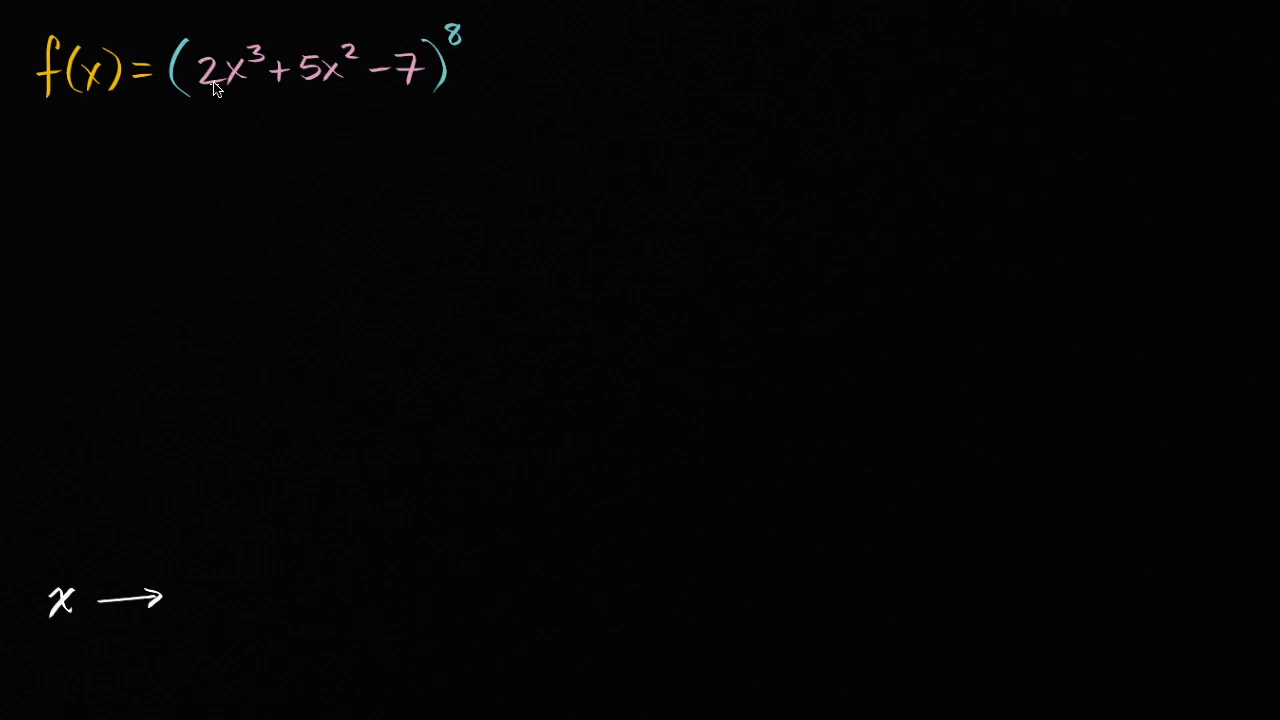 f(x) = (2x³ + 5x² - 7)⁸
x →